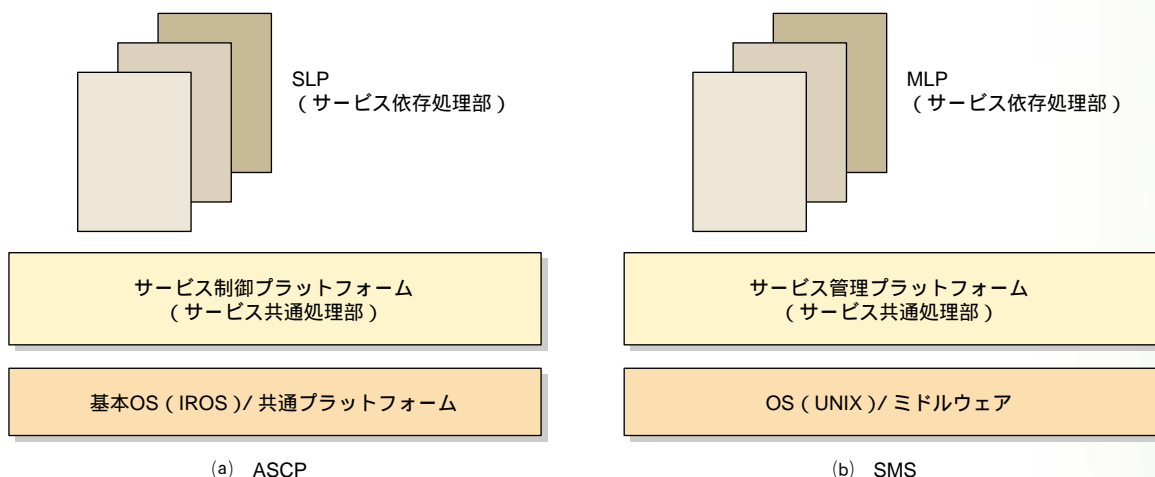 SLP
（サービス依存処理部）
サービス制御プラットフォーム
（サービス共通処理部）
基本OS（IROS）/ 共通プラットフォーム
(a) ASCP
MLP
（サービス依存処理部）
サービス管理プラットフォーム
（サービス共通処理部）
OS（UNIX）/ ミドルウェア
(b) SMS